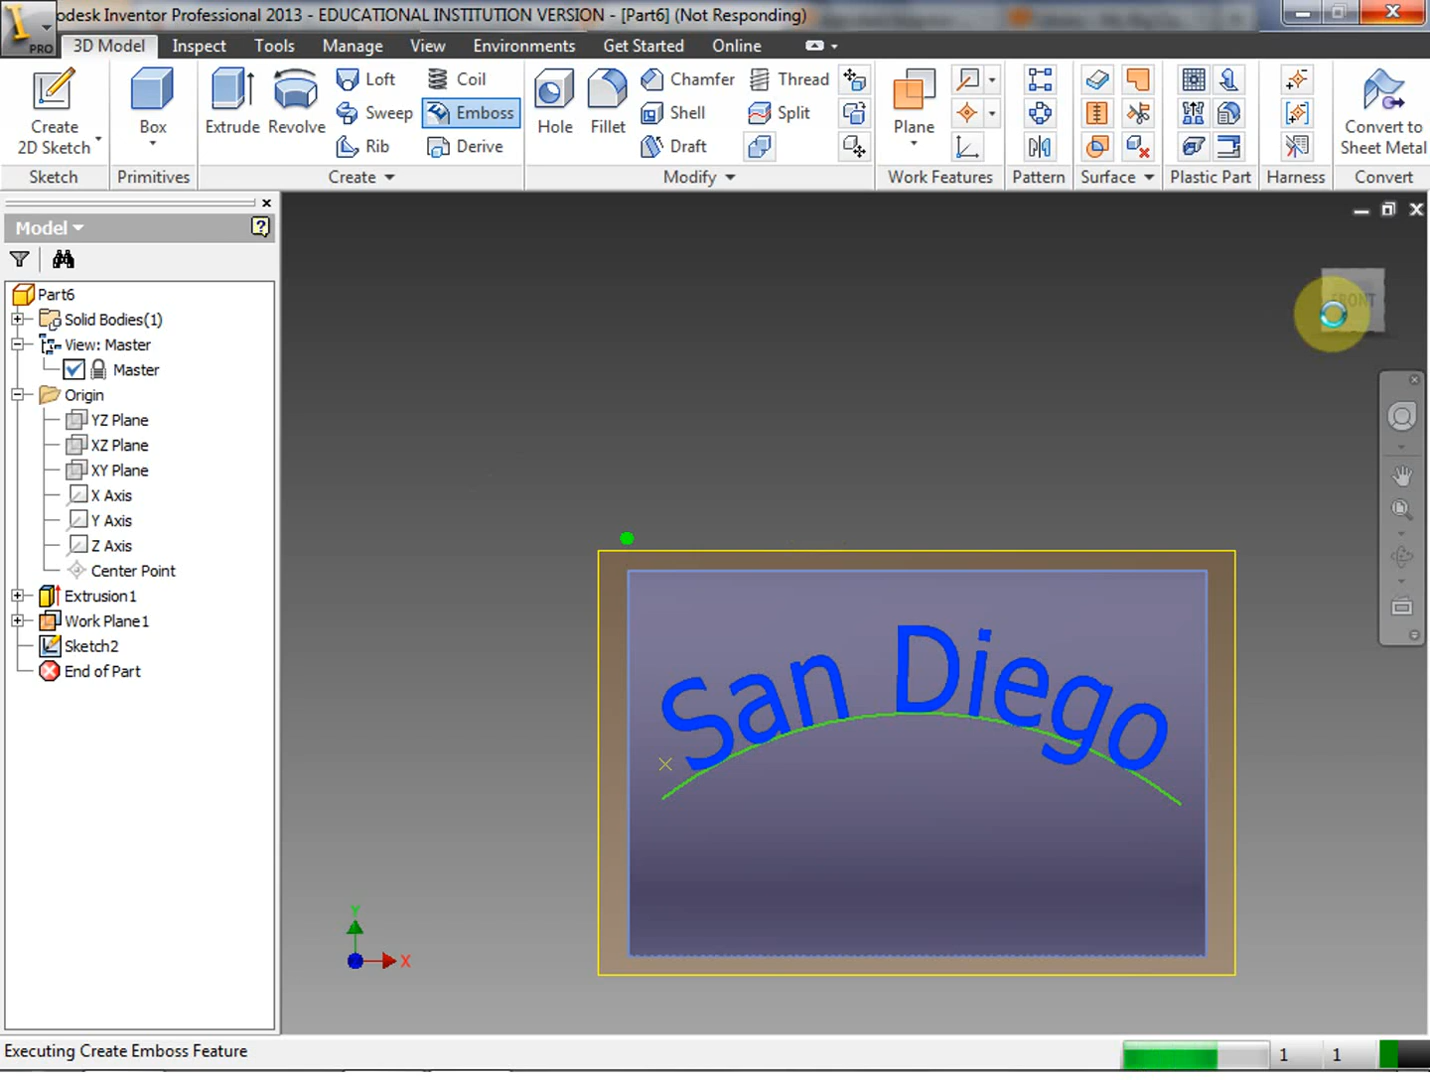 odesk Inventor Professional 2013 - EDUCATIONAL INSTITUTION VERSION - [Part6] (Not Responding)
PRO
3D Model Inspect Tools Manage View Environments Get Started Online
Create 2D Sketch
Box
Extrude
Revolve
Loft
Sweep
Rib
Coil
Emboss
Derive
Hole
Fillet
Chamfer
Shell
Draft
Thread
Split
Plane
Convert to Sheet Metal
Sketch Primitives Create Modify Work Features Pattern Surface Plastic Part Harness Convert
Model
Part6
Solid Bodies(1)
View: Master
Master
Origin
YZ Plane
XZ Plane
XY Plane
X Axis
Y Axis
Z Axis
Center Point
Extrusion1
Work Plane1
Sketch2
End of Part
FRONT
San Diego
Y
X
Executing Create Emboss Feature
1 1